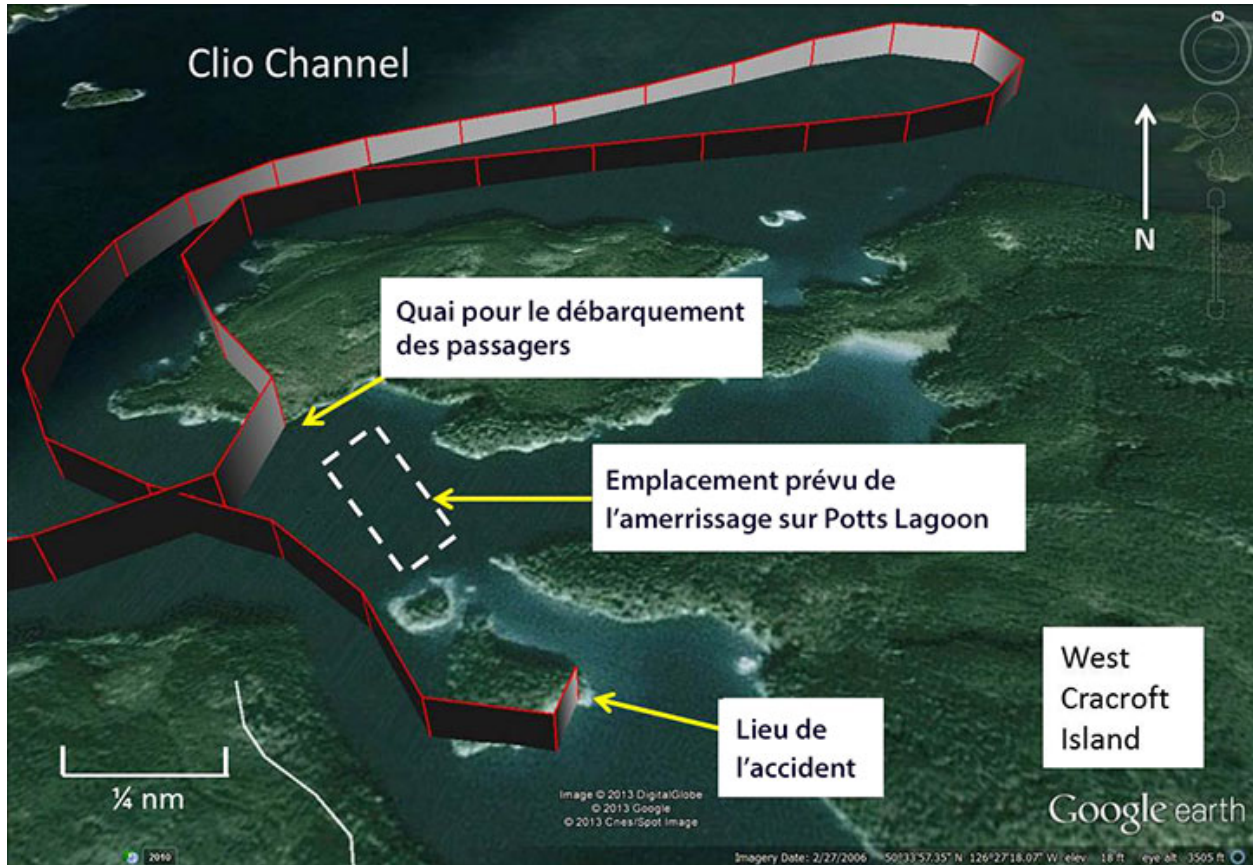 Clio Channel
N
N
Quai pour le débarquement
des passagers
Emplacement prévu de
l'amerrissage sur Potts Lagoon
West
Cracroft
Island
Lieu de
l'accident
¼ nm
Image © 2013 DigitalGlobe
© 2013 Google
© 2013 Cnes/Spot Image
Google earth
2010
Imagery Date: 2/27/2006 50°33'57.35" N 126°27'18.07" W elev 18 ft eye alt 3505 ft